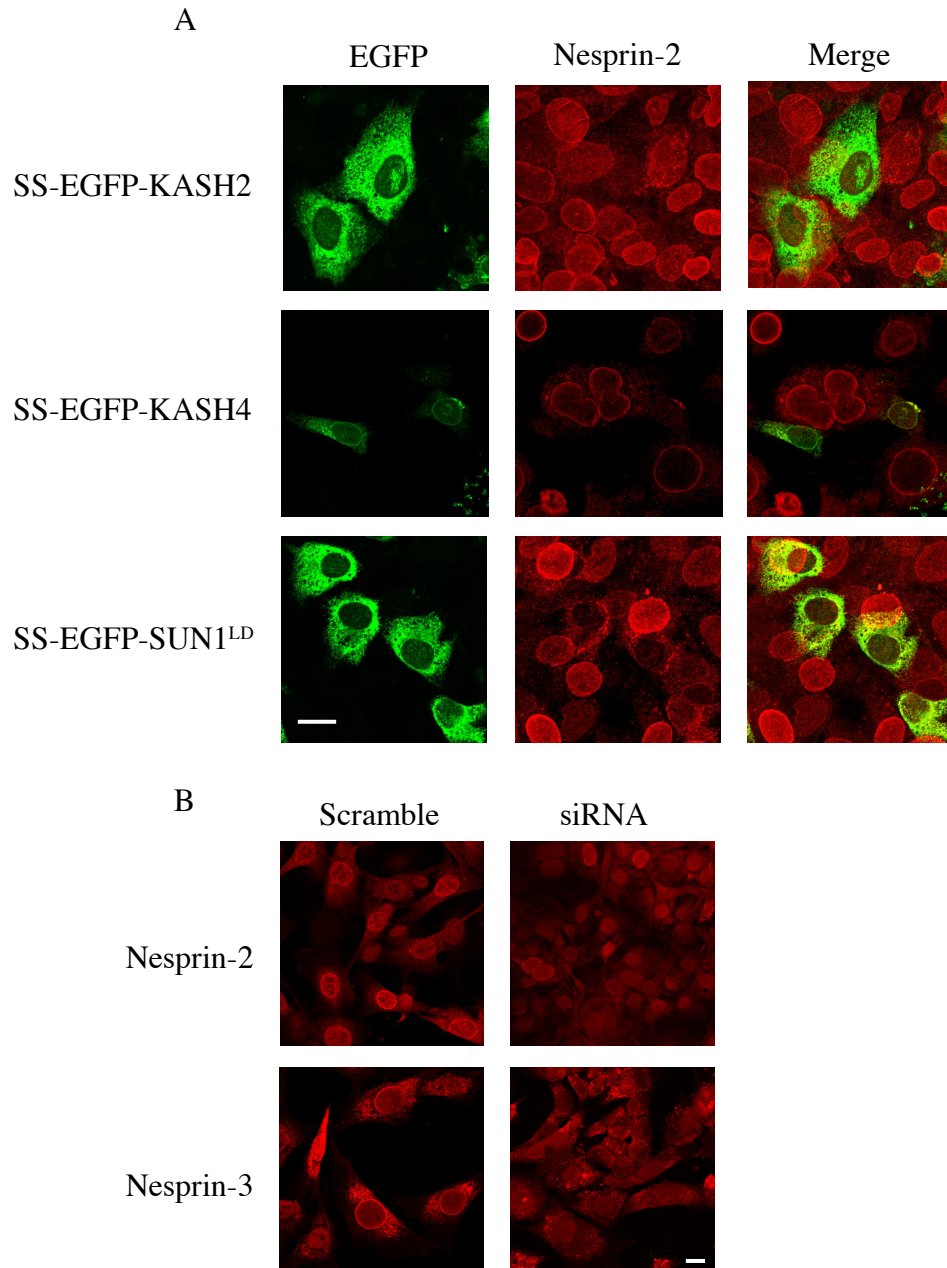 A
EGFP Nesprin-2 Merge
SS-EGFP-KASH2
SS-EGFP-KASH4
SS-EGFP-SUN1ᴸᴰ
B
Scramble siRNA
Nesprin-2
Nesprin-3